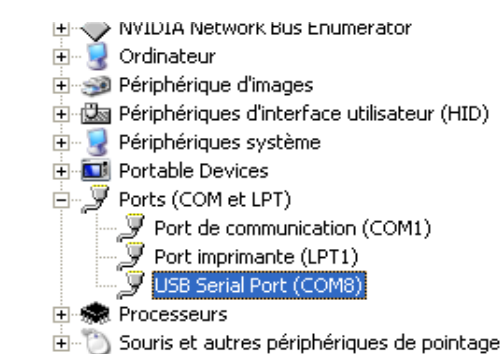 NVIDIA Network Bus Enumerator
Ordinateur
Périphérique d'images
Périphériques d'interface utilisateur (HID)
Périphériques système
Portable Devices
Ports (COM et LPT)
Port de communication (COM1)
Port imprimante (LPT1)
USB Serial Port (COM8)
Processeurs
Souris et autres périphériques de pointage